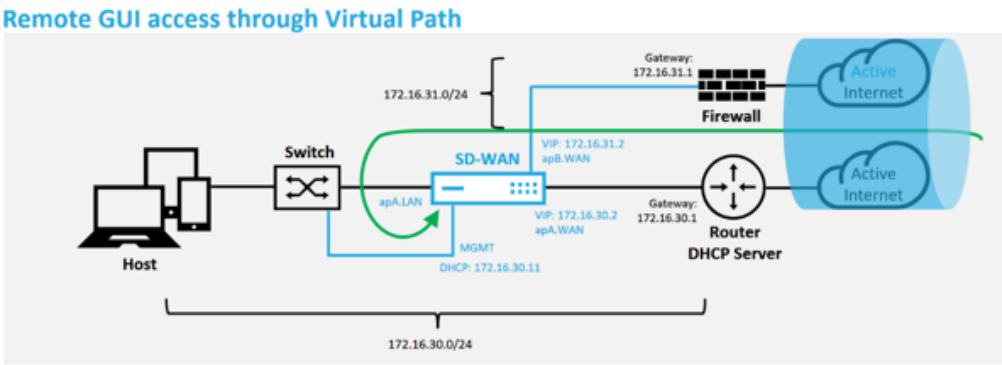 Remote GUI access through Virtual Path
Gateway:
172.16.31.1
Active
Internet
172.16.31.0/24
Firewall
VIP: 172.16.31.2
apB.WAN
Switch
SD-WAN
Active
Internet
apA.LAN
Gateway:
172.16.30.1
VIP: 172.16.30.2
apA.WAN
Router
DHCP Server
MGMT
DHCP: 172.16.30.11
Host
172.16.30.0/24